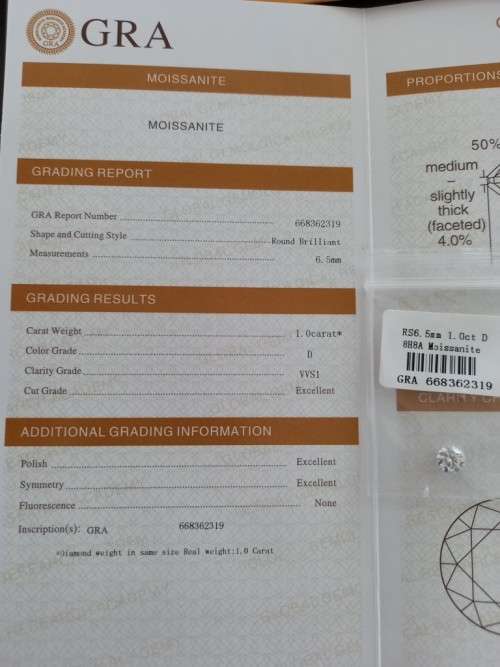 GRA
MOISSANITE
MOISSANITE
GRADING REPORT
GRA Report Number 668362319
Shape and Cutting Style Round Brilliant
Measurements 6.5mm
GRADING RESULTS
Carat Weight 1.0carat*
Color Grade D
Clarity Grade VVS1
Cut Grade Excellent
ADDITIONAL GRADING INFORMATION
Polish Excellent
Symmetry Excellent
Fluorescence None
Inscription(s): GRA 668362319
*Diamond weight in same size Real weight:1.0 Carat
PROPORTIONS
50%
medium
–
slightly
thick
(faceted)
4.0%
RS6.5mm 1.0ct D
8H8A Moissanite
GRA 668362319
CLARITY